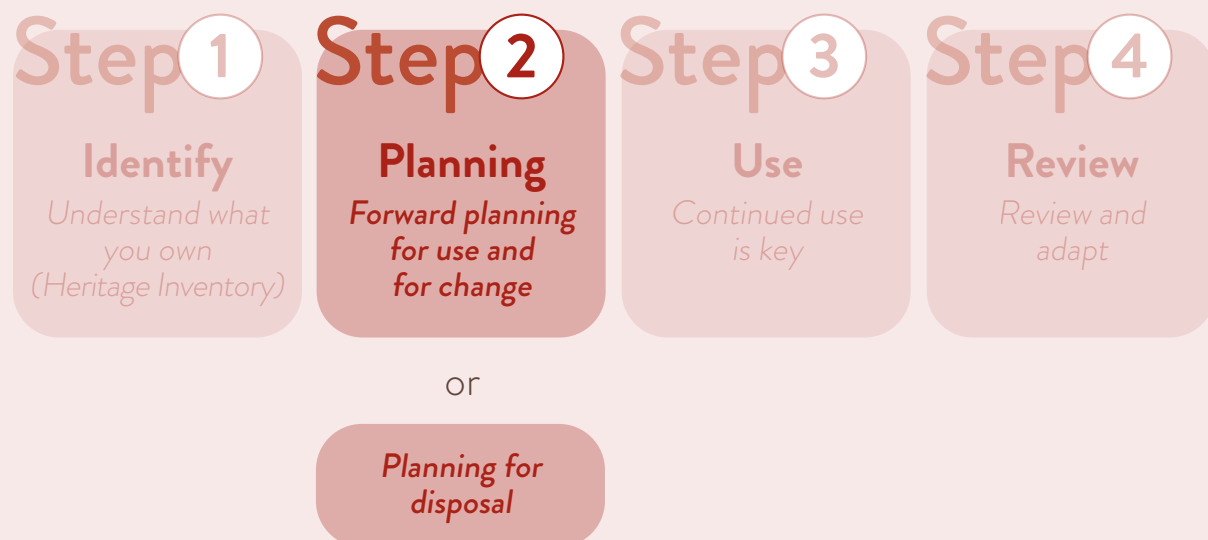 Step 1
Identify
Understand what
you own
(Heritage Inventory)
Step 2
Planning
Forward planning
for use and
for change
or
Planning for
disposal
Step 3
Use
Continued use
is key
Step 4
Review
Review and
adapt